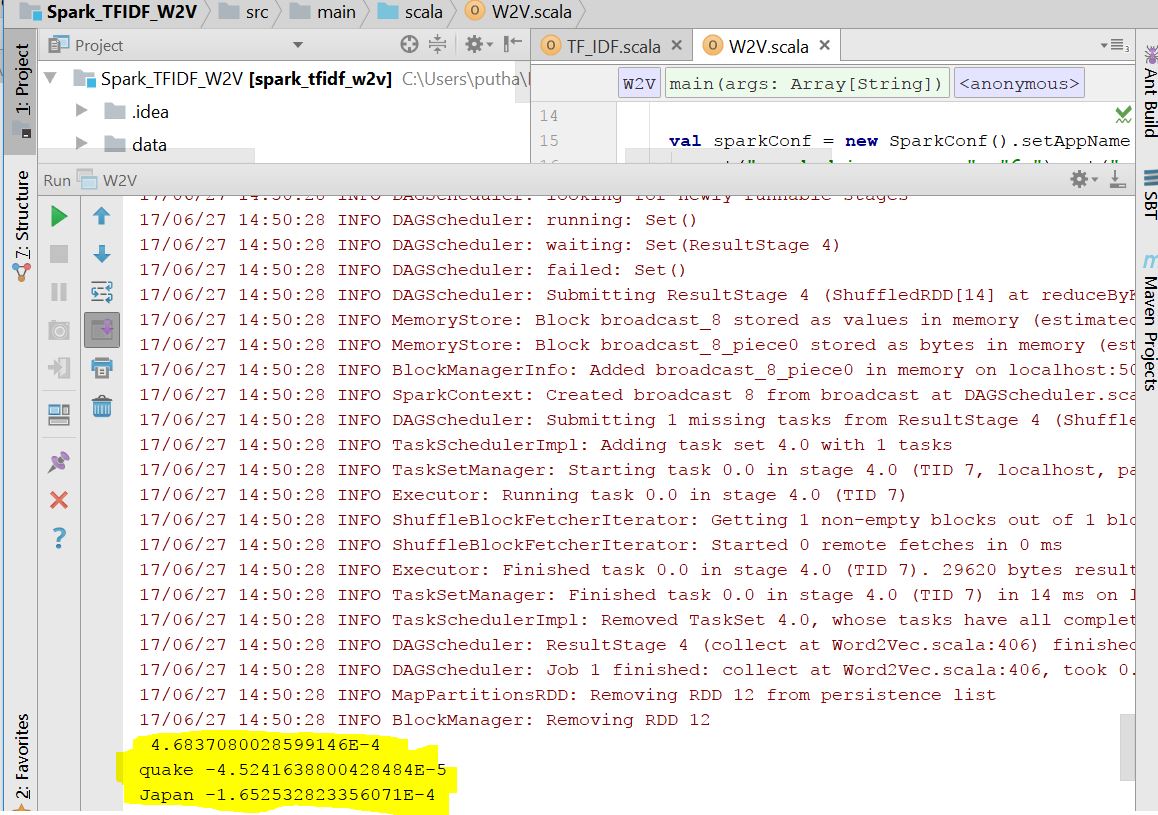 Spark_TFIDF_W2V src main scala W2V.scala
1: Project
Project
TF_IDF.scala W2V.scala
Spark_TFIDF_W2V [spark_tfidf_w2v] C:\Users\putha\
.idea
data
W2V main(args: Array[String]) <anonymous>
14
15 val sparkConf = new SparkConf().setAppName
Ant Build
SBT
Maven Projects
7: Structure
2: Favorites
Run W2V
17/06/27 14:50:28 INFO DAGScheduler: looking for newly runnable stages
17/06/27 14:50:28 INFO DAGScheduler: running: Set()
17/06/27 14:50:28 INFO DAGScheduler: waiting: Set(ResultStage 4)
17/06/27 14:50:28 INFO DAGScheduler: failed: Set()
17/06/27 14:50:28 INFO DAGScheduler: Submitting ResultStage 4 (ShuffledRDD[14] at reduceByK
17/06/27 14:50:28 INFO MemoryStore: Block broadcast_8 stored as values in memory (estimated
17/06/27 14:50:28 INFO MemoryStore: Block broadcast_8_piece0 stored as bytes in memory (est
17/06/27 14:50:28 INFO BlockManagerInfo: Added broadcast_8_piece0 in memory on localhost:50
17/06/27 14:50:28 INFO SparkContext: Created broadcast 8 from broadcast at DAGScheduler.sca
17/06/27 14:50:28 INFO DAGScheduler: Submitting 1 missing tasks from ResultStage 4 (Shuffle
17/06/27 14:50:28 INFO TaskSchedulerImpl: Adding task set 4.0 with 1 tasks
17/06/27 14:50:28 INFO TaskSetManager: Starting task 0.0 in stage 4.0 (TID 7, localhost, pa
17/06/27 14:50:28 INFO Executor: Running task 0.0 in stage 4.0 (TID 7)
17/06/27 14:50:28 INFO ShuffleBlockFetcherIterator: Getting 1 non-empty blocks out of 1 blo
17/06/27 14:50:28 INFO ShuffleBlockFetcherIterator: Started 0 remote fetches in 0 ms
17/06/27 14:50:28 INFO Executor: Finished task 0.0 in stage 4.0 (TID 7). 29620 bytes result
17/06/27 14:50:28 INFO TaskSetManager: Finished task 0.0 in stage 4.0 (TID 7) in 14 ms on l
17/06/27 14:50:28 INFO TaskSchedulerImpl: Removed TaskSet 4.0, whose tasks have all complet
17/06/27 14:50:28 INFO DAGScheduler: ResultStage 4 (collect at Word2Vec.scala:406) finished
17/06/27 14:50:28 INFO DAGScheduler: Job 1 finished: collect at Word2Vec.scala:406, took 0.
17/06/27 14:50:28 INFO MapPartitionsRDD: Removing RDD 12 from persistence list
17/06/27 14:50:28 INFO BlockManager: Removing RDD 12
4.6837080028599146E-4
quake -4.5241638800428484E-5
Japan -1.652532823356071E-4